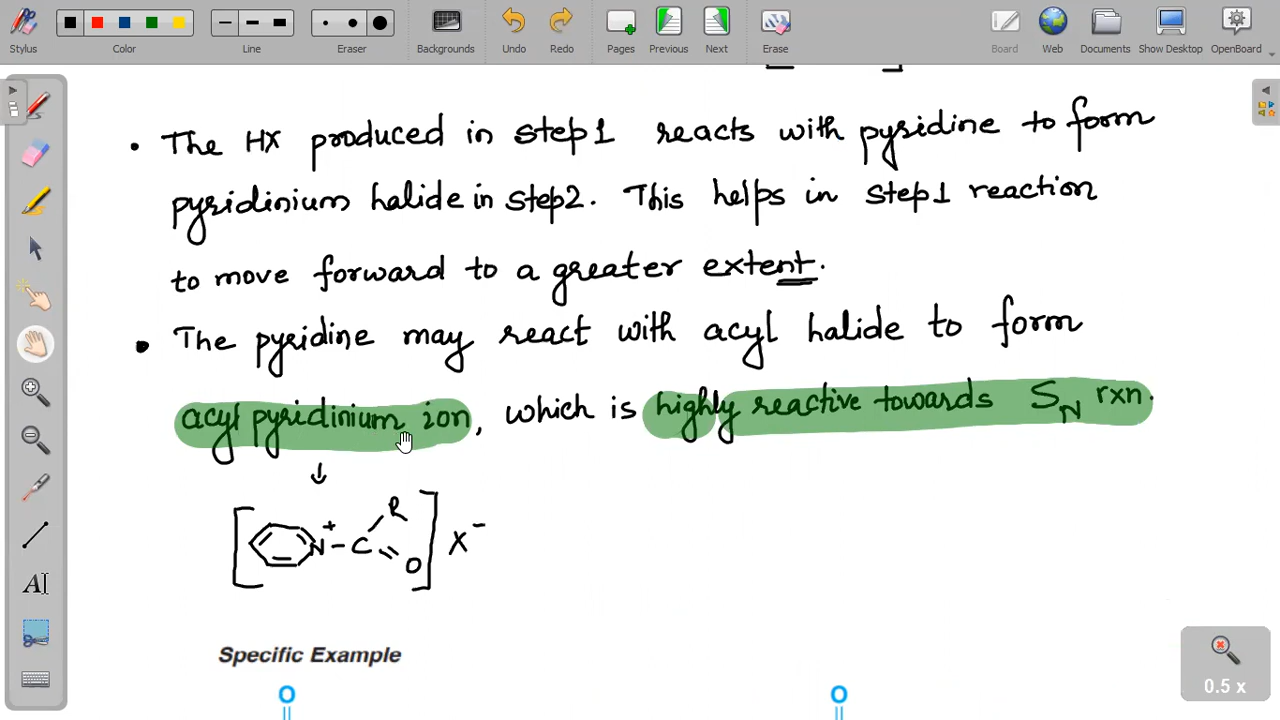 Stylus Color Line Eraser Backgrounds Undo Redo Pages Previous Next Erase Board Web Documents Show Desktop OpenBoard
• The HX produced in step1 reacts with pyridine to form
pyridinium halide in step2. This helps in step1 reaction
to move forward to a greater extent.
• The pyridine may react with acyl halide to form
acyl pyridinium ion, which is highly reactive towards SN rxn.
↓
[N+ - C R O] X-
Specific Example
O O
0.5 x
AI